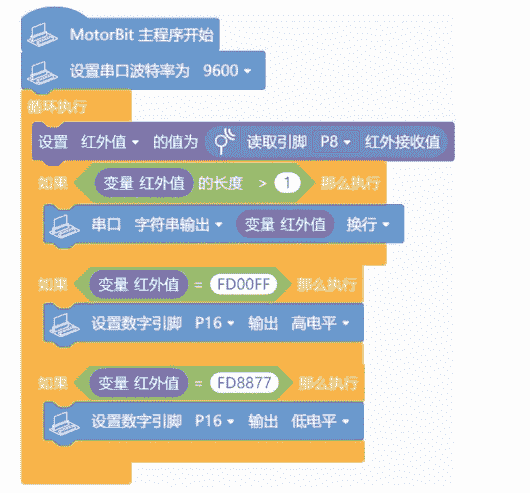 MotorBit 主程序开始
设置串口波特率为 9600
循环执行
设置 红外值 的值为 读取引脚 P8 红外接收值
如果 变量 红外值 的长度 > 1 那么执行
串口 字符串输出 变量 红外值 换行
如果 变量 红外值 = FD00FF 那么执行
设置数字引脚 P16 输出 高电平
如果 变量 红外值 = FD8877 那么执行
设置数字引脚 P16 输出 低电平